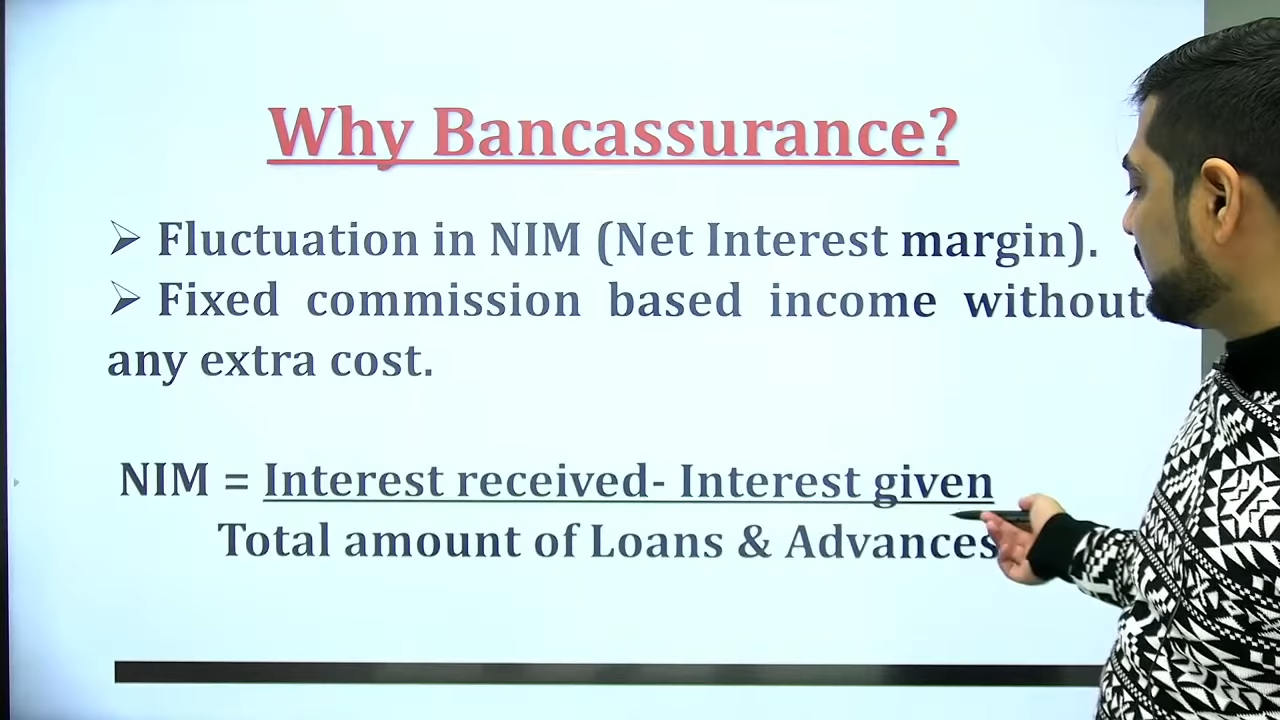 Why Bancassurance?
➢ Fluctuation in NIM (Net Interest margin).
➢ Fixed commission based income without
any extra cost.
NIM = Interest received- Interest given
Total amount of Loans & Advances